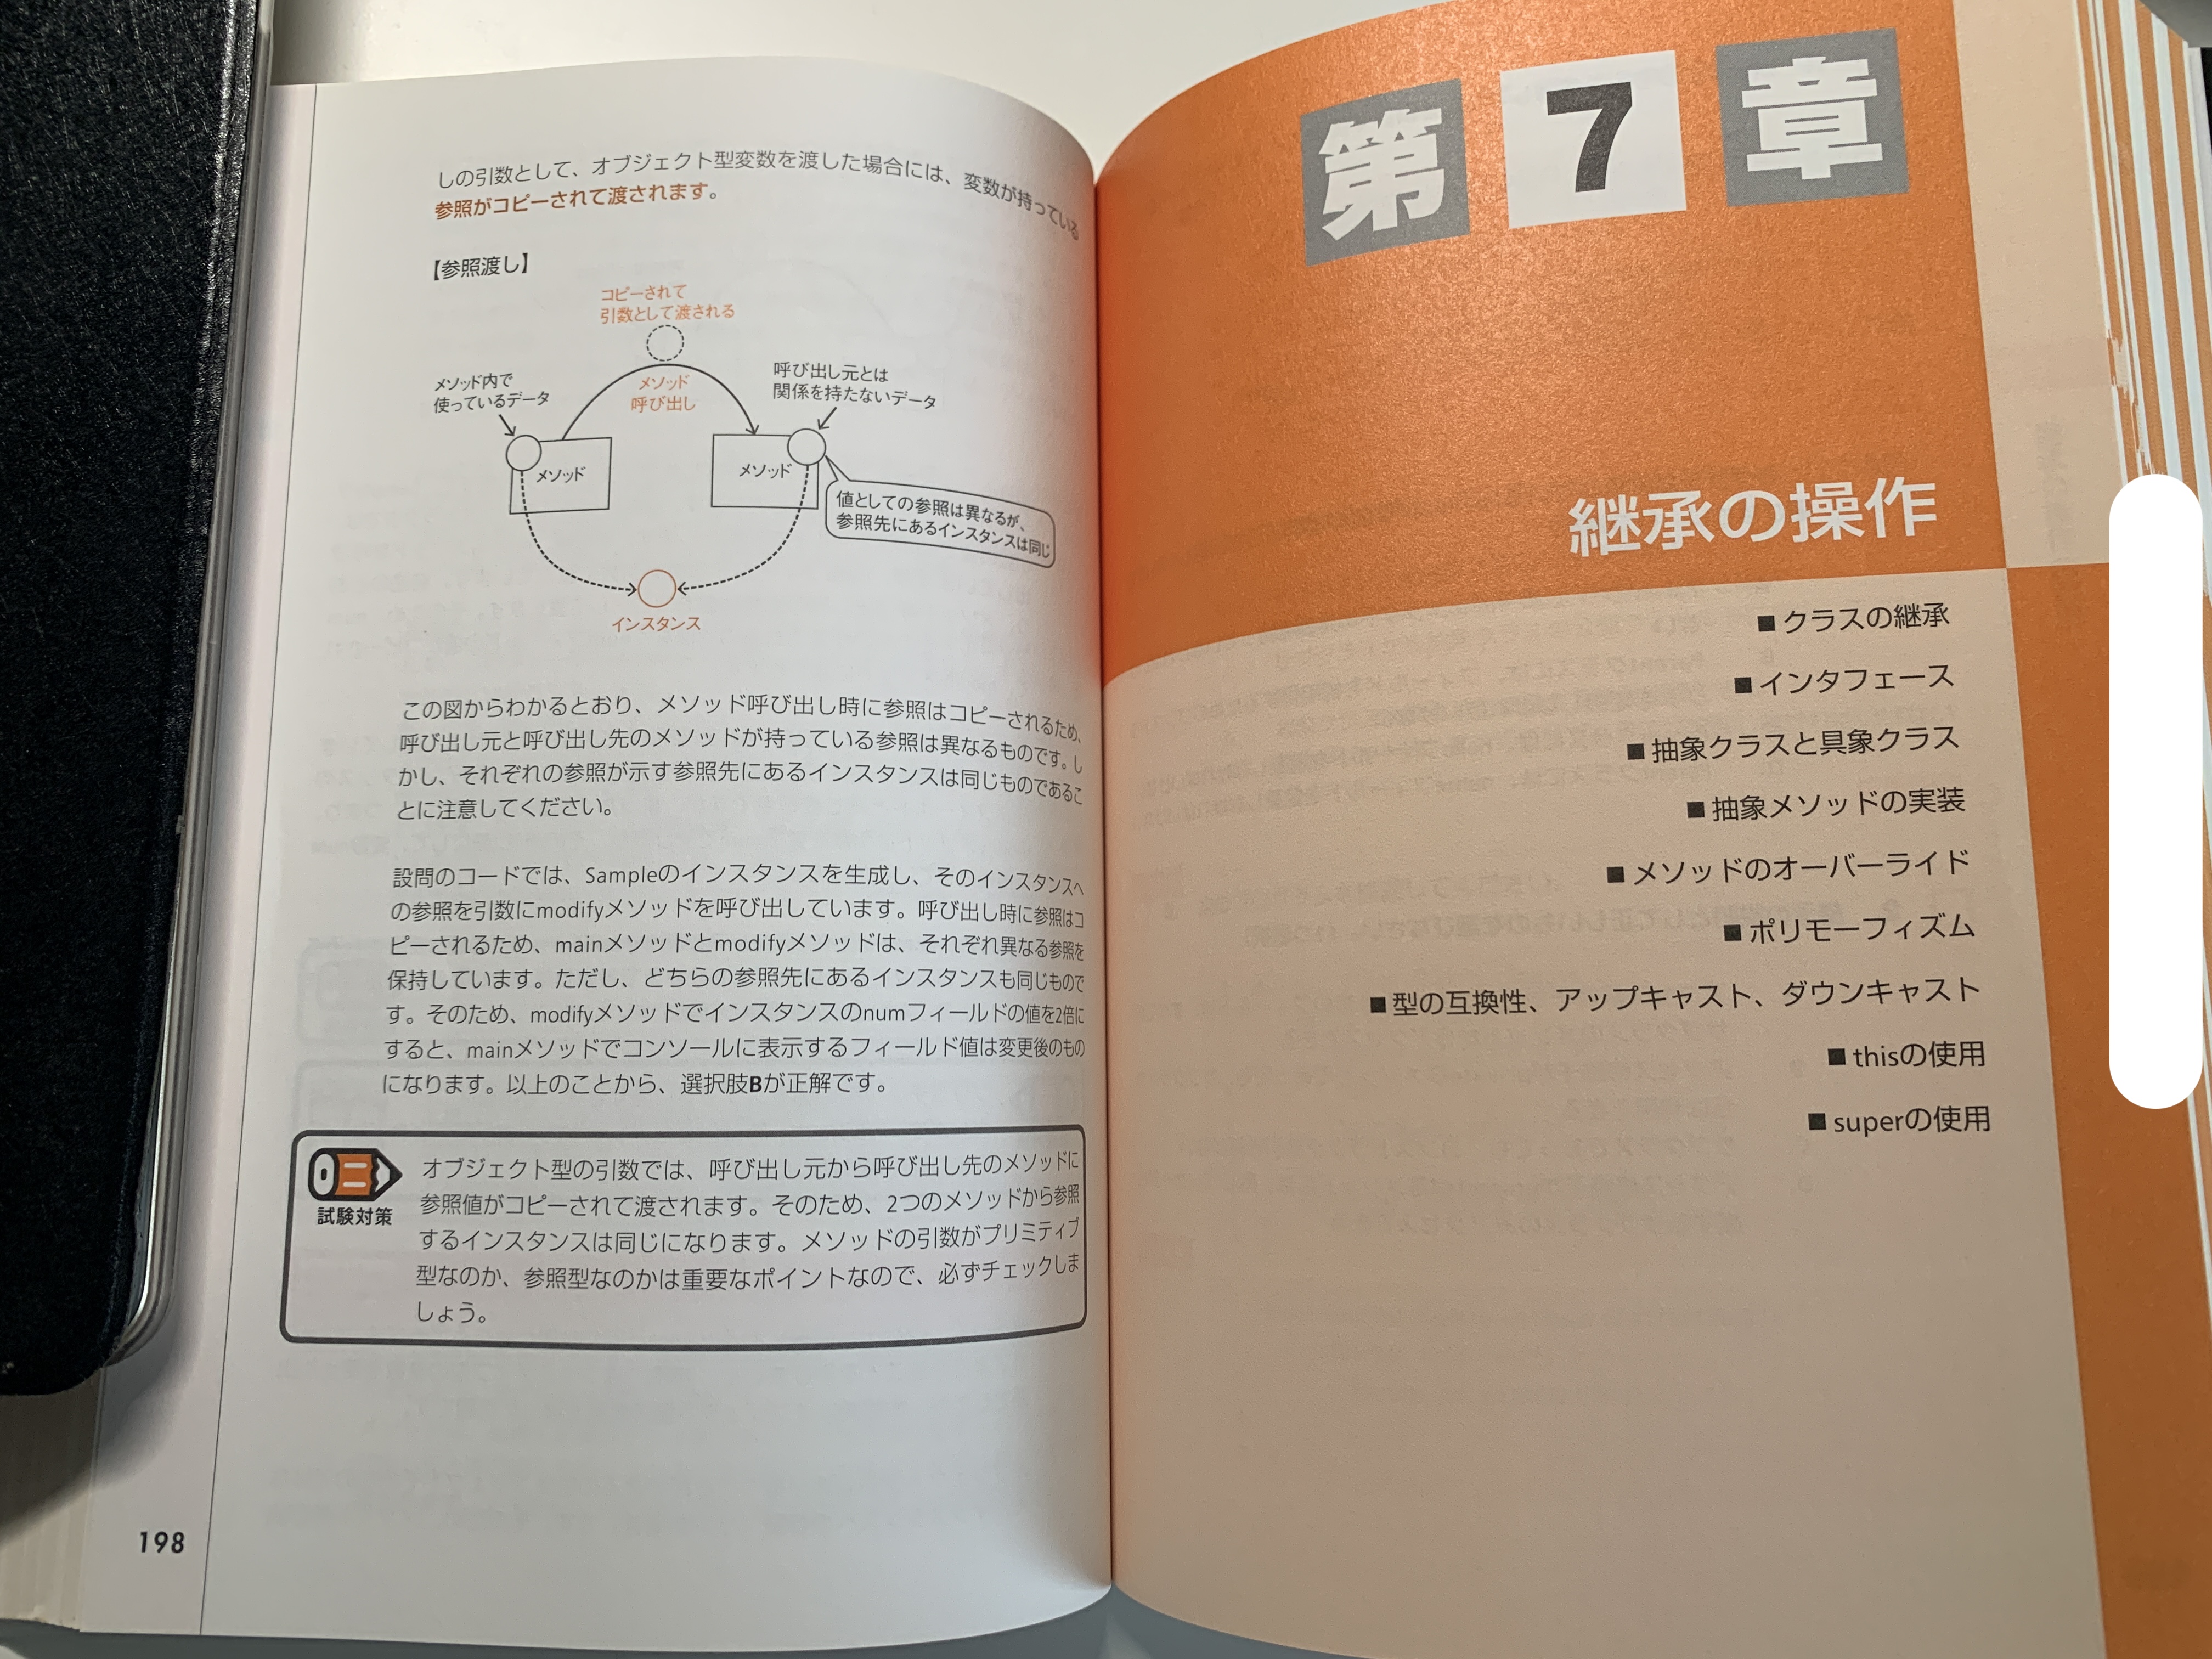 しの引数として、オブジェクト型変数を渡した場合には、変数が持っている
参照がコピーされて渡されます。
【参照渡し】
コピーされて
引数として渡される
メソッド内で
使っているデータ
メソッド
呼び出し
呼び出し元とは
関係を持たないデータ
メソッド
メソッド
値としての参照は異なるが、
参照先にあるインスタンスは同じ
インスタンス
この図からわかるとおり、メソッド呼び出し時に参照はコピーされるため、
呼び出し元と呼び出し先のメソッドが持っている参照は異なるものです。し
かし、それぞれの参照が示す参照先にあるインスタンスは同じものであるこ
とに注意してください。
設問のコードでは、Sampleのインスタンスを生成し、そのインスタンスへ
の参照を引数にmodifyメソッドを呼び出しています。呼び出し時に参照はコ
ピーされるため、mainメソッドとmodifyメソッドは、それぞれ異なる参照を
保持しています。ただし、どちらの参照先にあるインスタンスも同じもので
す。そのため、modifyメソッドでインスタンスのnumフィールドの値を2倍に
すると、mainメソッドでコンソールに表示するフィールド値は変更後のもの
になります。以上のことから、選択肢Bが正解です。
試験対策
オブジェクト型の引数では、呼び出し元から呼び出し先のメソッドに
参照値がコピーされて渡されます。そのため、2つのメソッドから参照
するインスタンスは同じになります。メソッドの引数がプリミティブ
型なのか、参照型なのかは重要なポイントなので、必ずチェックしま
しょう。
198
第7章
継承の操作
■ クラスの継承
■ インタフェース
■ 抽象クラスと具象クラス
■ 抽象メソッドの実装
■ メソッドのオーバーライド
■ ポリモーフィズム
■ 型の互換性、アップキャスト、ダウンキャスト
■ thisの使用
■ superの使用